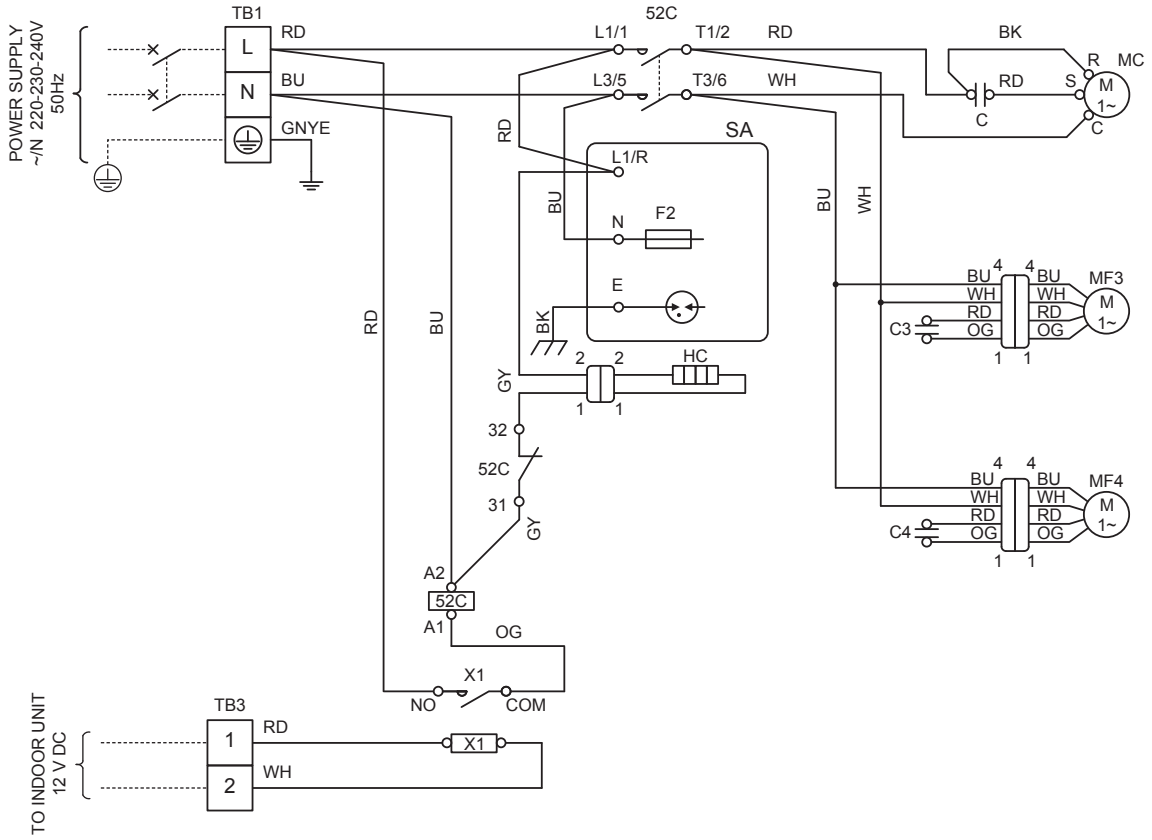 POWER SUPPLY
~/N 220-230-240V
50Hz
TB1
L
N
RD
BU
GNYE
52C
L1/1
T1/2
RD
L3/5
T3/6
WH
BK
R
MC
RD
S
M
1~
C
C
RD
BU
SA
L1/R
N
F2
E
BK
BU
WH
RD
BU
4
4
BU
BU
MF3
WH
WH
M
1~
RD
RD
C3
OG
OG
1
1
GY
2
2
HC
1
1
32
52C
31
GY
4
4
BU
BU
MF4
WH
WH
M
1~
RD
RD
C4
OG
OG
1
1
A2
52C
A1
OG
X1
NO
COM
TO INDOOR UNIT
12 V DC
TB3
1
RD
X1
2
WH